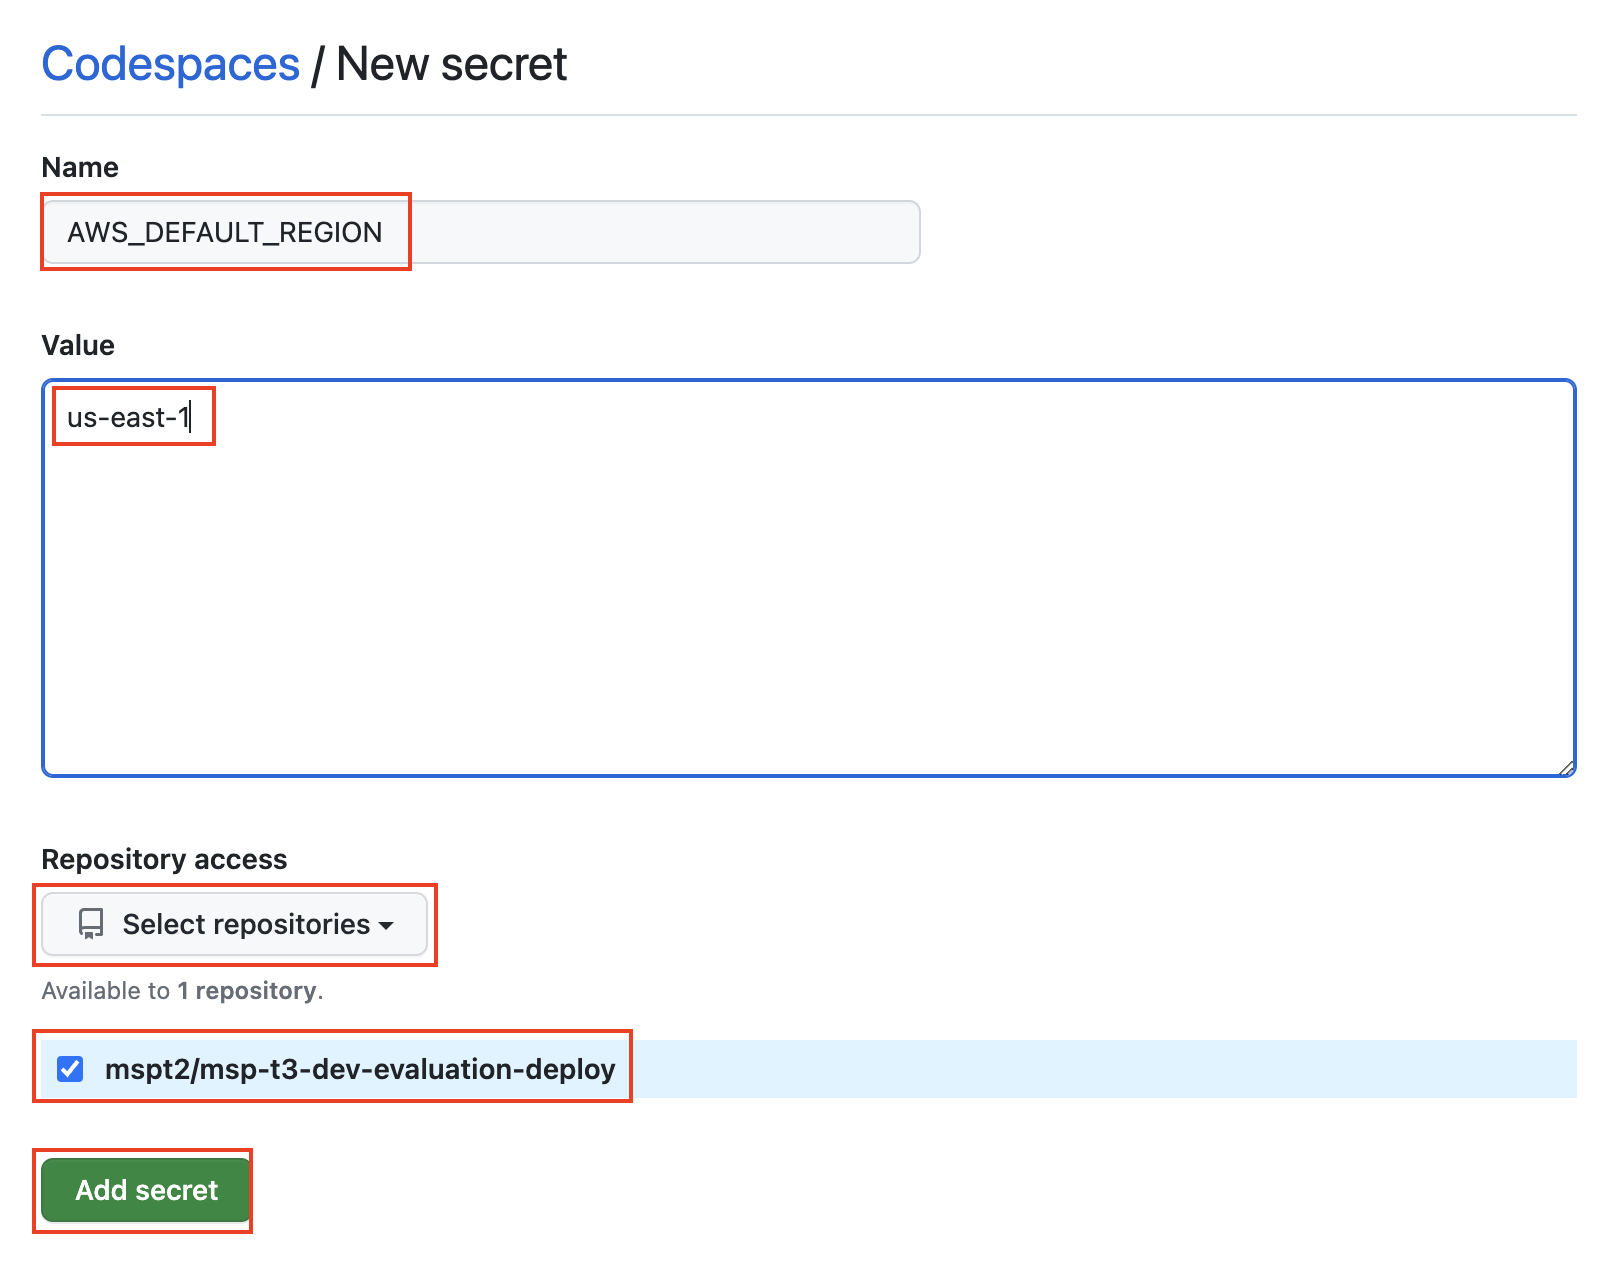 Codespaces / New secret
Name
AWS_DEFAULT_REGION
Value
us-east-1
Repository access
Select repositories
Available to 1 repository.
mspt2/msp-t3-dev-evaluation-deploy
Add secret